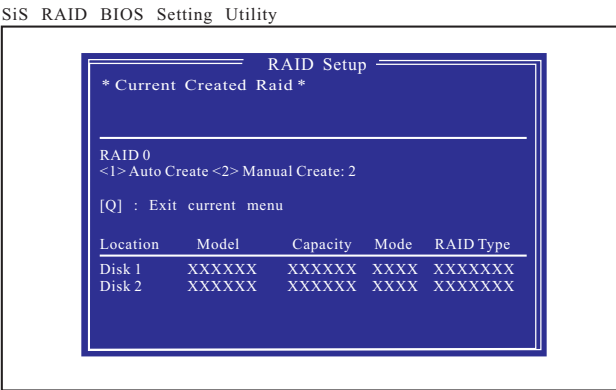 SiS RAID BIOS Setting Utility
RAID Setup
* Current Created Raid *
RAID 0
<1> Auto Create <2> Manual Create: 2
[Q] : Exit current menu
Location Model Capacity Mode RAID Type
Disk 1 XXXXXX XXXXXX XXXX XXXXXXX
Disk 2 XXXXXX XXXXXX XXXX XXXXXXX